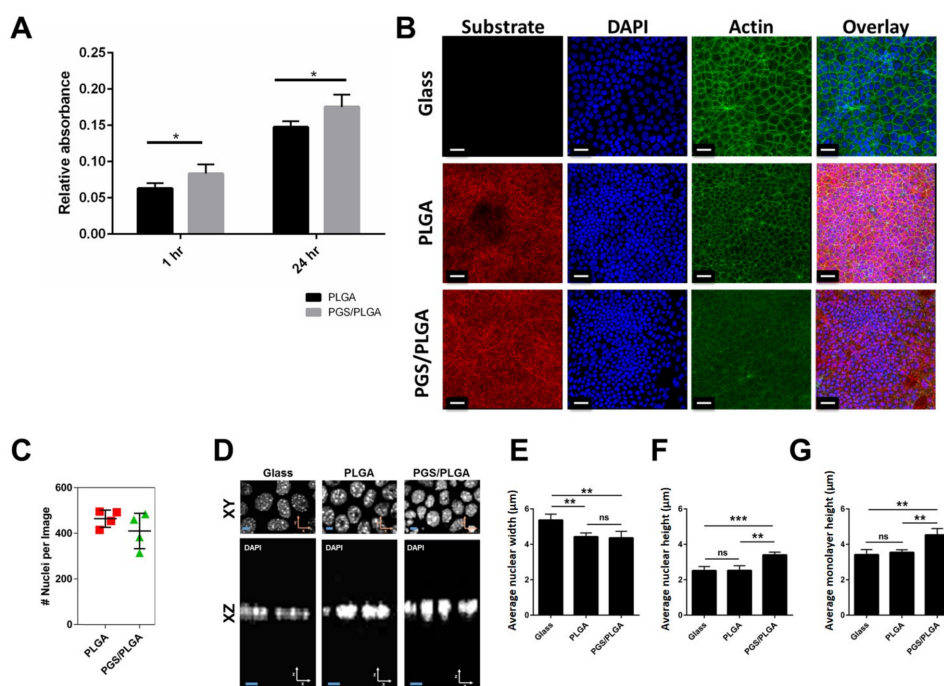 A
Relative absorbance
0.25
0.20
0.15
0.10
0.05
0.00
*
*
1 hr
24 hr
PLGA
PGS/PLGA
B
Substrate
DAPI
Actin
Overlay
Glass
PLGA
PGS/PLGA
C
# Nuclei per Image
600
400
200
0
PLGA
PGS/PLGA
D
Glass
PLGA
PGS/PLGA
XY
XZ
DAPI
DAPI
DAPI
z
x
z
x
z
x
E
Average nuclear width (µm)
8
6
4
2
0
**
**
ns
Glass
PLGA
PGS/PLGA
F
Average nuclear height (µm)
6
4
2
0
***
ns
**
Glass
PLGA
PGS/PLGA
G
Average monolayer height (µm)
6
4
2
0
**
ns
**
Glass
PLGA
PGS/PLGA